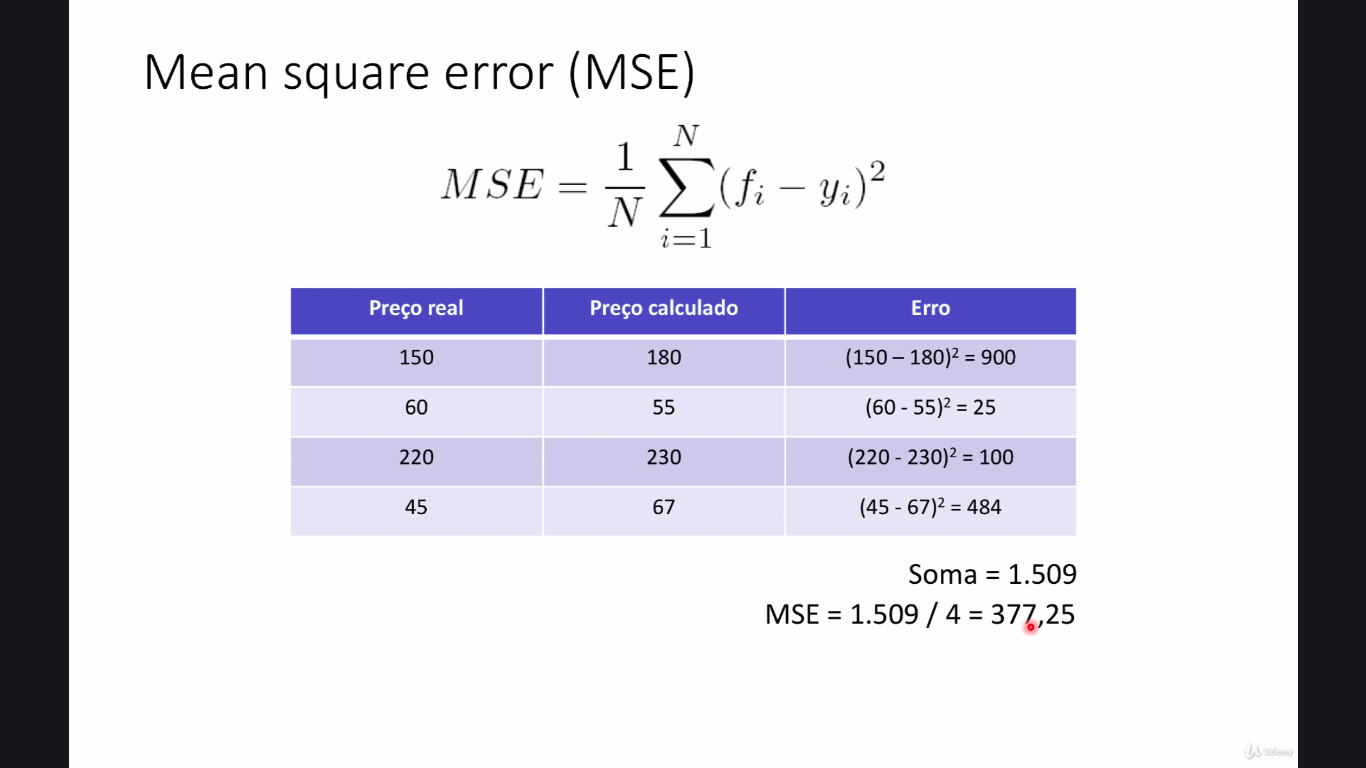 Mean square error (MSE)
MSE = 1/N ∑_{i=1}^{N} (f_i − y_i)²
Preço real Preço calculado Erro
150 180 (150 – 180)² = 900
60 55 (60 - 55)² = 25
220 230 (220 - 230)² = 100
45 67 (45 - 67)² = 484
Soma = 1.509
MSE = 1.509 / 4 = 377,25
Udemy